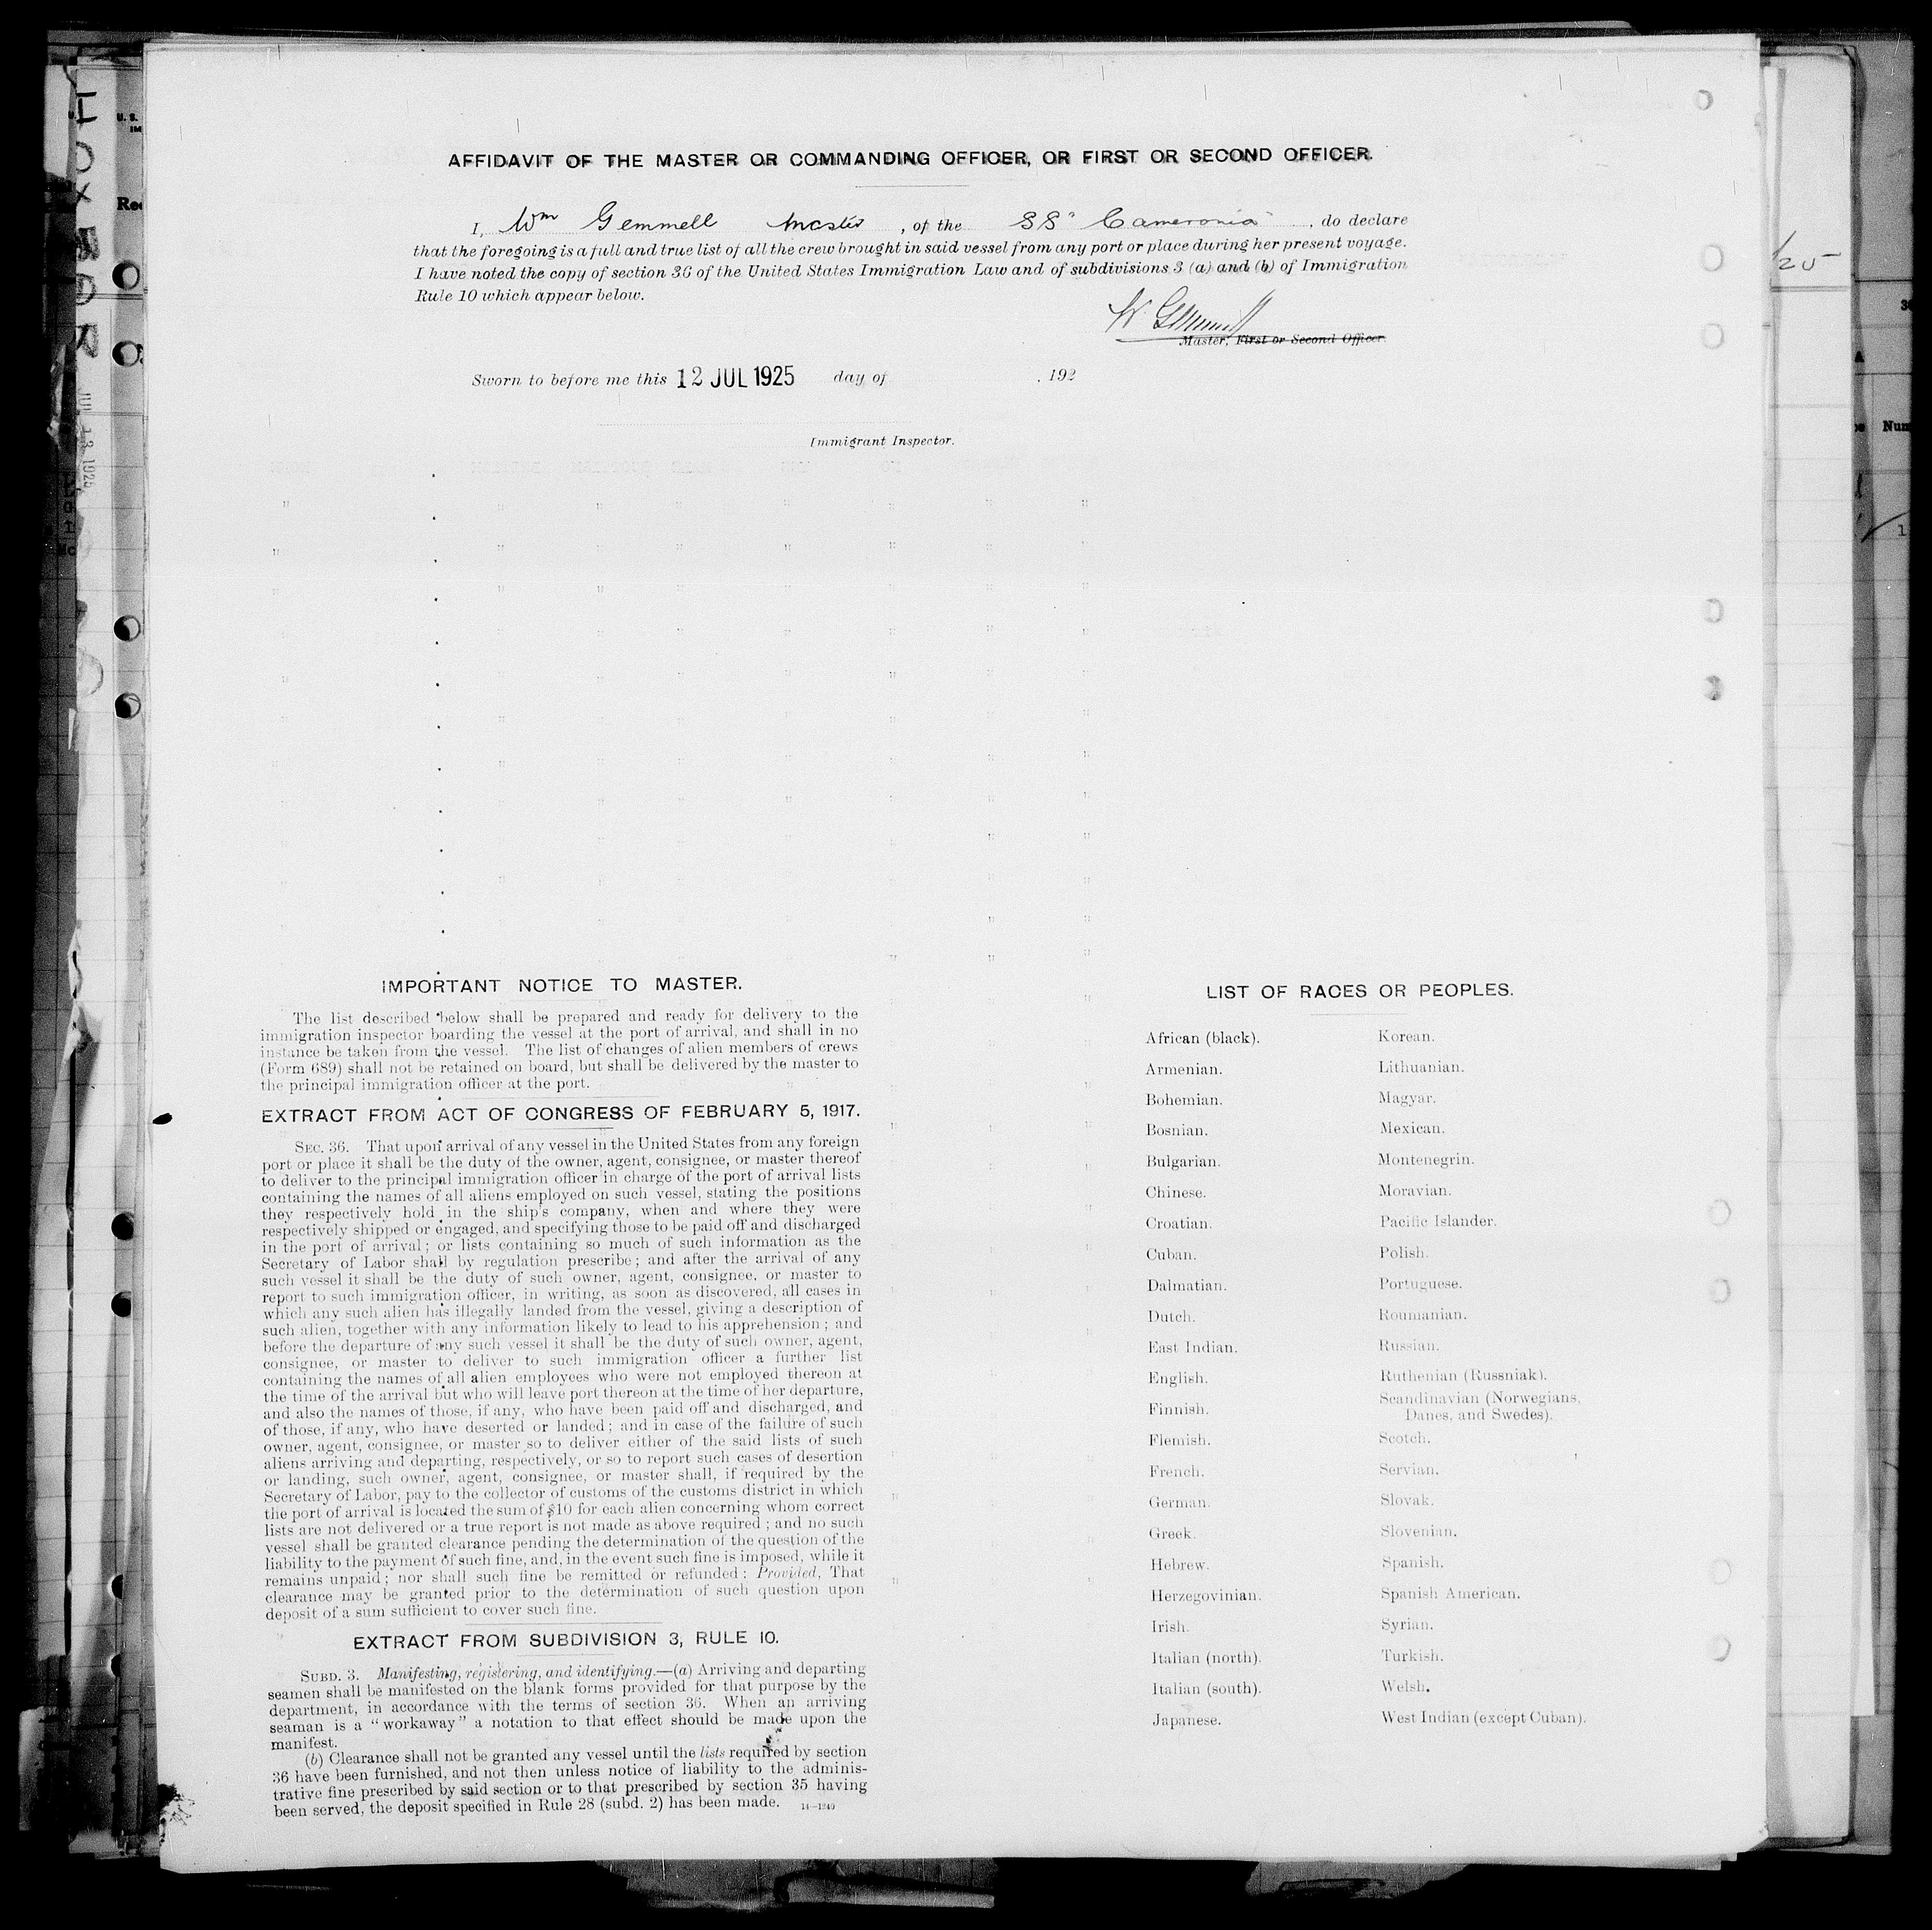 AFFIDAVIT OF THE MASTER OR COMMANDING OFFICER, OR FIRST OR SECOND OFFICER.
I, Wm Gemmell Master, of the SS "Cameronia", do declare
that the foregoing is a full and true list of all the crew brought in said vessel from any port or place during her present voyage.
I have noted the copy of section 36 of the United States Immigration Law and of subdivisions 3 (a) and (b) of Immigration
Rule 10 which appear below.
W. Gemmell
Master, First or Second Officer.
Sworn to before me this 12 JUL 1925 day of , 192
Immigrant Inspector.
IMPORTANT NOTICE TO MASTER.
The list described below shall be prepared and ready for delivery to the
immigration inspector boarding the vessel at the port of arrival, and shall in no
instance be taken from the vessel. The list of changes of alien members of crews
(Form 689) shall not be retained on board, but shall be delivered by the master to
the principal immigration officer at the port.
EXTRACT FROM ACT OF CONGRESS OF FEBRUARY 5, 1917.
SEC. 36. That upon arrival of any vessel in the United States from any foreign
port or place it shall be the duty of the owner, agent, consignee, or master thereof
to deliver to the principal immigration officer in charge of the port of arrival lists
containing the names of all aliens employed on such vessel, stating the positions
they respectively hold in the ship's company, when and where they were
respectively shipped or engaged, and specifying those to be paid off and discharged
in the port of arrival; or lists containing so much of such information as the
Secretary of Labor shall by regulation prescribe; and after the arrival of any
such vessel it shall be the duty of such owner, agent, consignee, or master to
report to such immigration officer, in writing, as soon as discovered, all cases in
which any such alien has illegally landed from the vessel, giving a description of
such alien, together with any information likely to lead to his apprehension; and
before the departure of any such vessel it shall be the duty of such owner, agent,
consignee, or master to deliver to such immigration officer a further list
containing the names of all alien employees who were not employed thereon at
the time of the arrival but who will leave port thereon at the time of her departure,
and also the names of those, if any, who have been paid off and discharged, and
of those, if any, who have deserted or landed; and in case of the failure of such
owner, agent, consignee, or master so to deliver either of the said lists of such
aliens arriving and departing, respectively, or so to report such cases of desertion
or landing, such owner, agent, consignee, or master shall, if required by the
Secretary of Labor, pay to the collector of customs of the customs district in which
the port of arrival is located the sum of $10 for each alien concerning whom correct
lists are not delivered or a true report is not made as above required; and no such
vessel shall be granted clearance pending the determination of the question of the
liability to the payment of such fine, and, in the event such fine is imposed, while it
remains unpaid; nor shall such fine be remitted or refunded: Provided, That
clearance may be granted prior to the determination of such question upon
deposit of a sum sufficient to cover such fine.
EXTRACT FROM SUBDIVISION 3, RULE 10.
SUBD. 3. Manifesting, registering, and identifying.—(a) Arriving and departing
seamen shall be manifested on the blank forms provided for that purpose by the
department, in accordance with the terms of section 36. When an arriving
seaman is a "workaway" a notation to that effect should be made upon the
manifest.
(b) Clearance shall not be granted any vessel until the lists required by section
36 have been furnished, and not then unless notice of liability to the adminis-
trative fine prescribed by said section or to that prescribed by section 35 having
been served, the deposit specified in Rule 28 (subd. 2) has been made. 14—1240
LIST OF RACES OR PEOPLES.
African (black).
Armenian.
Bohemian.
Bosnian.
Bulgarian.
Chinese.
Croatian.
Cuban.
Dalmatian.
Dutch.
East Indian.
English.
Finnish.
Flemish.
French.
German.
Greek.
Hebrew.
Herzegovinian.
Irish.
Italian (north).
Italian (south).
Japanese.
Korean.
Lithuanian.
Magyar.
Mexican.
Montenegrin.
Moravian.
Pacific Islander.
Polish.
Portuguese.
Roumanian.
Russian.
Ruthenian (Russniak).
Scandinavian (Norwegians,
Danes, and Swedes).
Scotch.
Servian.
Slovak.
Slovenian.
Spanish.
Spanish American.
Syrian.
Turkish.
Welsh.
West Indian (except Cuban).